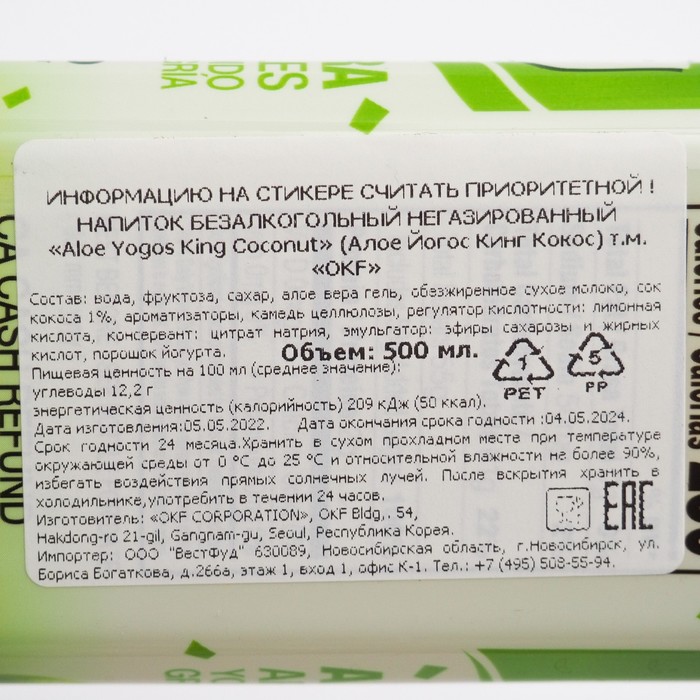 ИНФОРМАЦИЮ НА СТИКЕРЕ СЧИТАТЬ ПРИОРИТЕТНОЙ !
НАПИТОК БЕЗАЛКОГОЛЬНЫЙ НЕГАЗИРОВАННЫЙ
«Aloe Yogos King Coconut» (Алое Йогос Кинг Кокос) т.м.
«OKF»
Состав: вода, фруктоза, сахар, алое вера гель, обезжиренное сухое молоко, сок
кокоса 1%, ароматизаторы, камедь целлюлозы, регулятор кислотности: лимонная
кислота, консервант: цитрат натрия, эмульгатор: эфиры сахарозы и жирных
кислот, порошок йогурта.
Объем: 500 мл.
Пищевая ценность на 100 мл (среднее значение):
углеводы 12,2 г
энергетическая ценность (калорийность) 209 кДж (50 ккал).
Дата изготовления:05.05.2022. Дата окончания срока годности :04.05.2024.
Срок годности 24 месяца.Хранить в сухом прохладном месте при температуре
окружающей среды от 0 °C до 25 °C и относительной влажности не более 90%,
избегать воздействия прямых солнечных лучей. После вскрытия хранить в
холодильнике,употребить в течении 24 часов.
Изготовитель: «OKF CORPORATION», OKF Bldg,. 54,
Hakdong-ro 21-gil, Gangnam-gu, Seoul, Республика Корея.
Импортер: ООО "ВестФуд" 630089, Новосибирская область, г.Новосибирск, ул.
Бориса Богаткова, д.266а, этаж 1, вход 1, офис К-1. Тел.: +7 (495) 508-55-94.
1
PET
5
PP
EAC
CA CASH REFUND